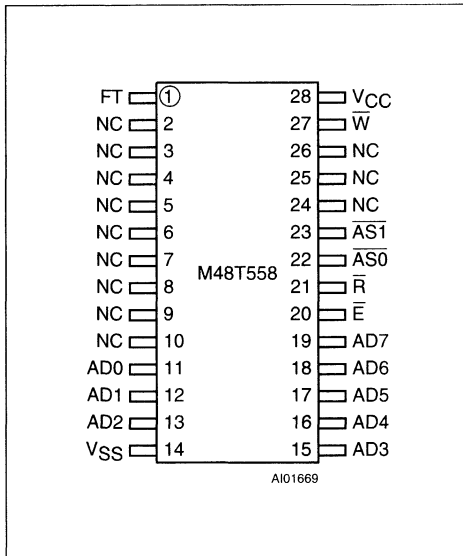 FT 1 28 VCC
NC 2 27 W̅
NC 3 26 NC
NC 4 25 NC
NC 5 24 NC
NC 6 23 A̅S̅1̅
NC 7 22 A̅S̅0̅
M48T558
NC 8 21 R̅
NC 9 20 E̅
NC 10 19 AD7
AD0 11 18 AD6
AD1 12 17 AD5
AD2 13 16 AD4
VSS 14 15 AD3
AI01669